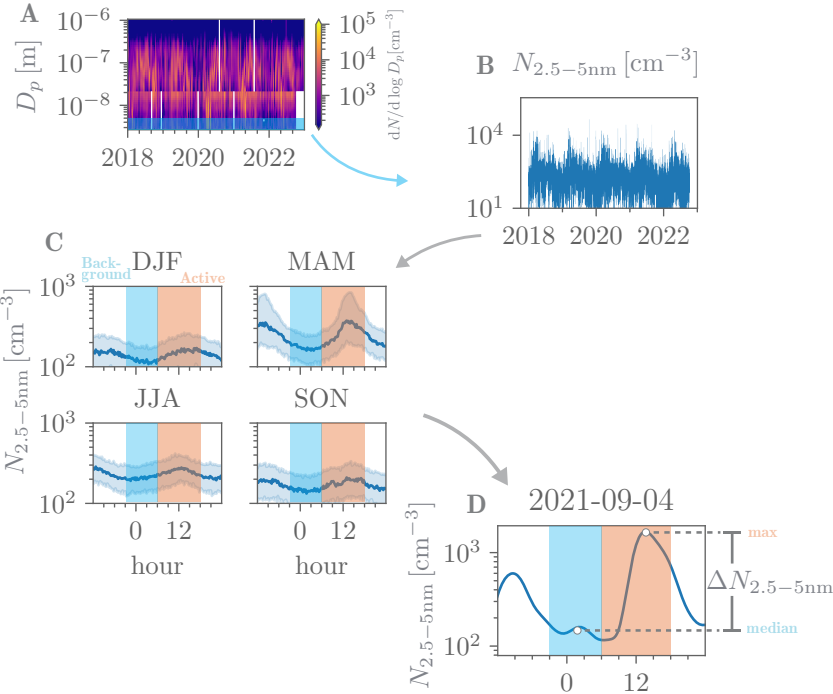 A
D_p [m]
10^−6
10^−7
10^−8
2018 2020 2022
10^5
10^4
10^3
dN/d log D_p[cm^−3]
B N_2.5−5nm [cm^−3]
10^4
10^1
2018 2020 2022
C
Back-
ground
DJF
Active
MAM
10^3
10^2
JJA
SON
10^3
10^2
N_2.5−5nm [cm^−3]
0 12
0 12
hour
hour
D 2021-09-04
N_2.5−5nm [cm^−3]
10^3
10^2
0 12
max
ΔN_2.5−5nm
median